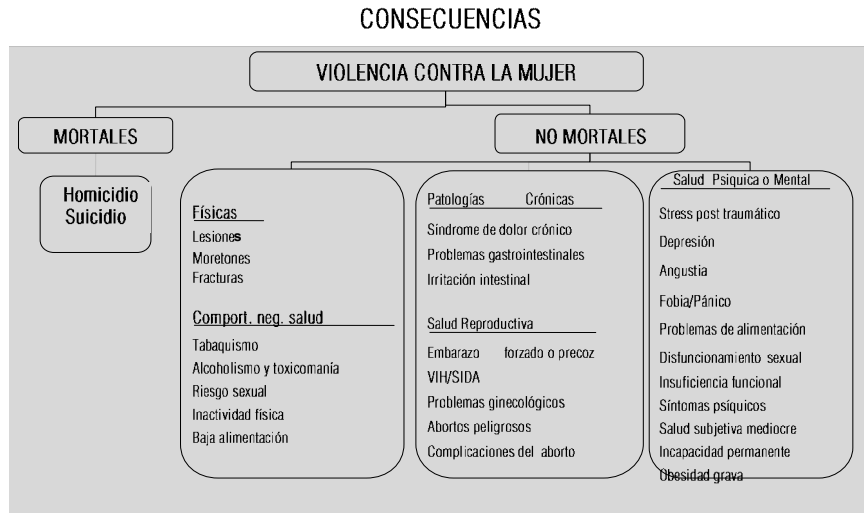 CONSECUENCIAS
VIOLENCIA CONTRA LA MUJER
MORTALES
NO MORTALES
Homicidio
Suicidio
Físicas
Lesiones
Moretones
Fracturas
Comport. neg. salud
Tabaquismo
Alcoholismo y toxicomanía
Riesgo sexual
Inactividad física
Baja alimentación
Patologías Crónicas
Sindrome de dolor crónico
Problemas gastrointestinales
Irritación intestinal
Salud Reproductiva
Embarazo forzado o precoz
VIH/SIDA
Problemas ginecológicos
Abortos peligrosos
Complicaciones del aborto
Salud Psiquica o Mental
Stress post traumático
Depresión
Angustia
Fobia/Pánico
Problemas de alimentación
Disfuncionamiento sexual
Insuficiencia funcional
Síntomas psíquicos
Salud subjetiva mediocre
Incapacidad permanente
Obesidad grava